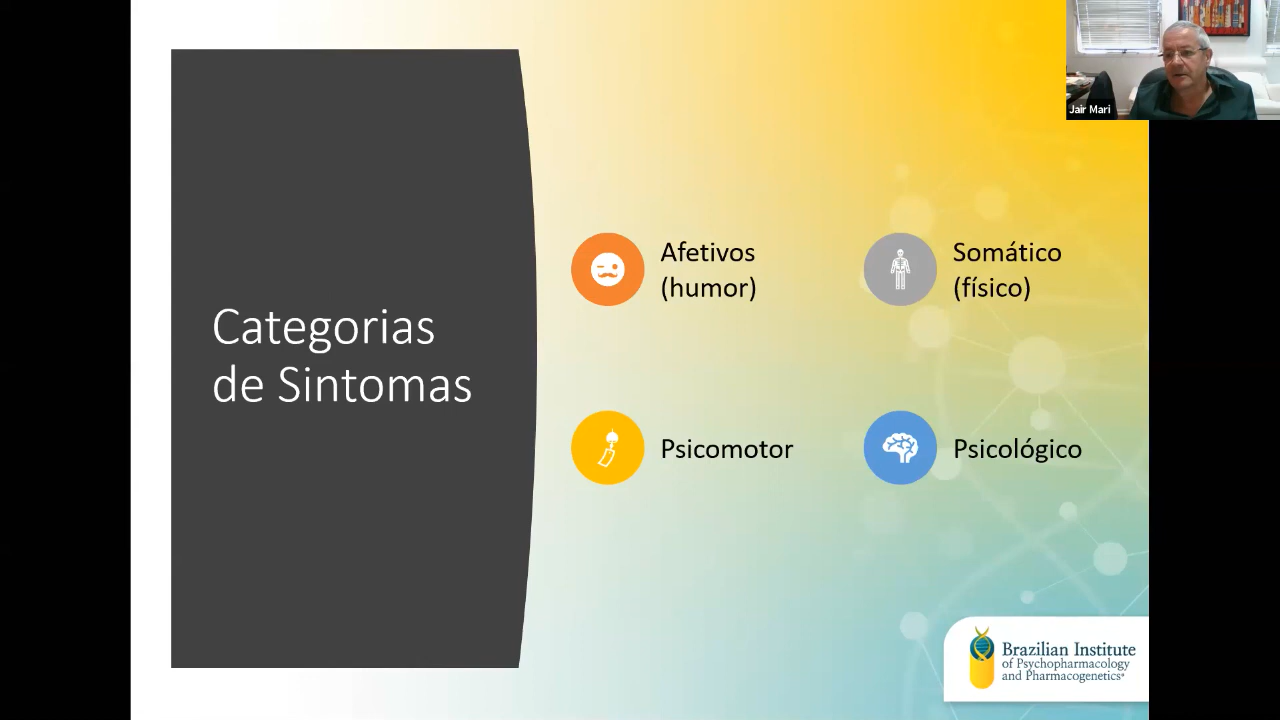 Jair Mari
Categorias
de Sintomas
Afetivos
(humor)
Somático
(físico)
Psicomotor
Psicológico
Brazilian Institute
of Psychopharmacology
and Pharmacogenetics®